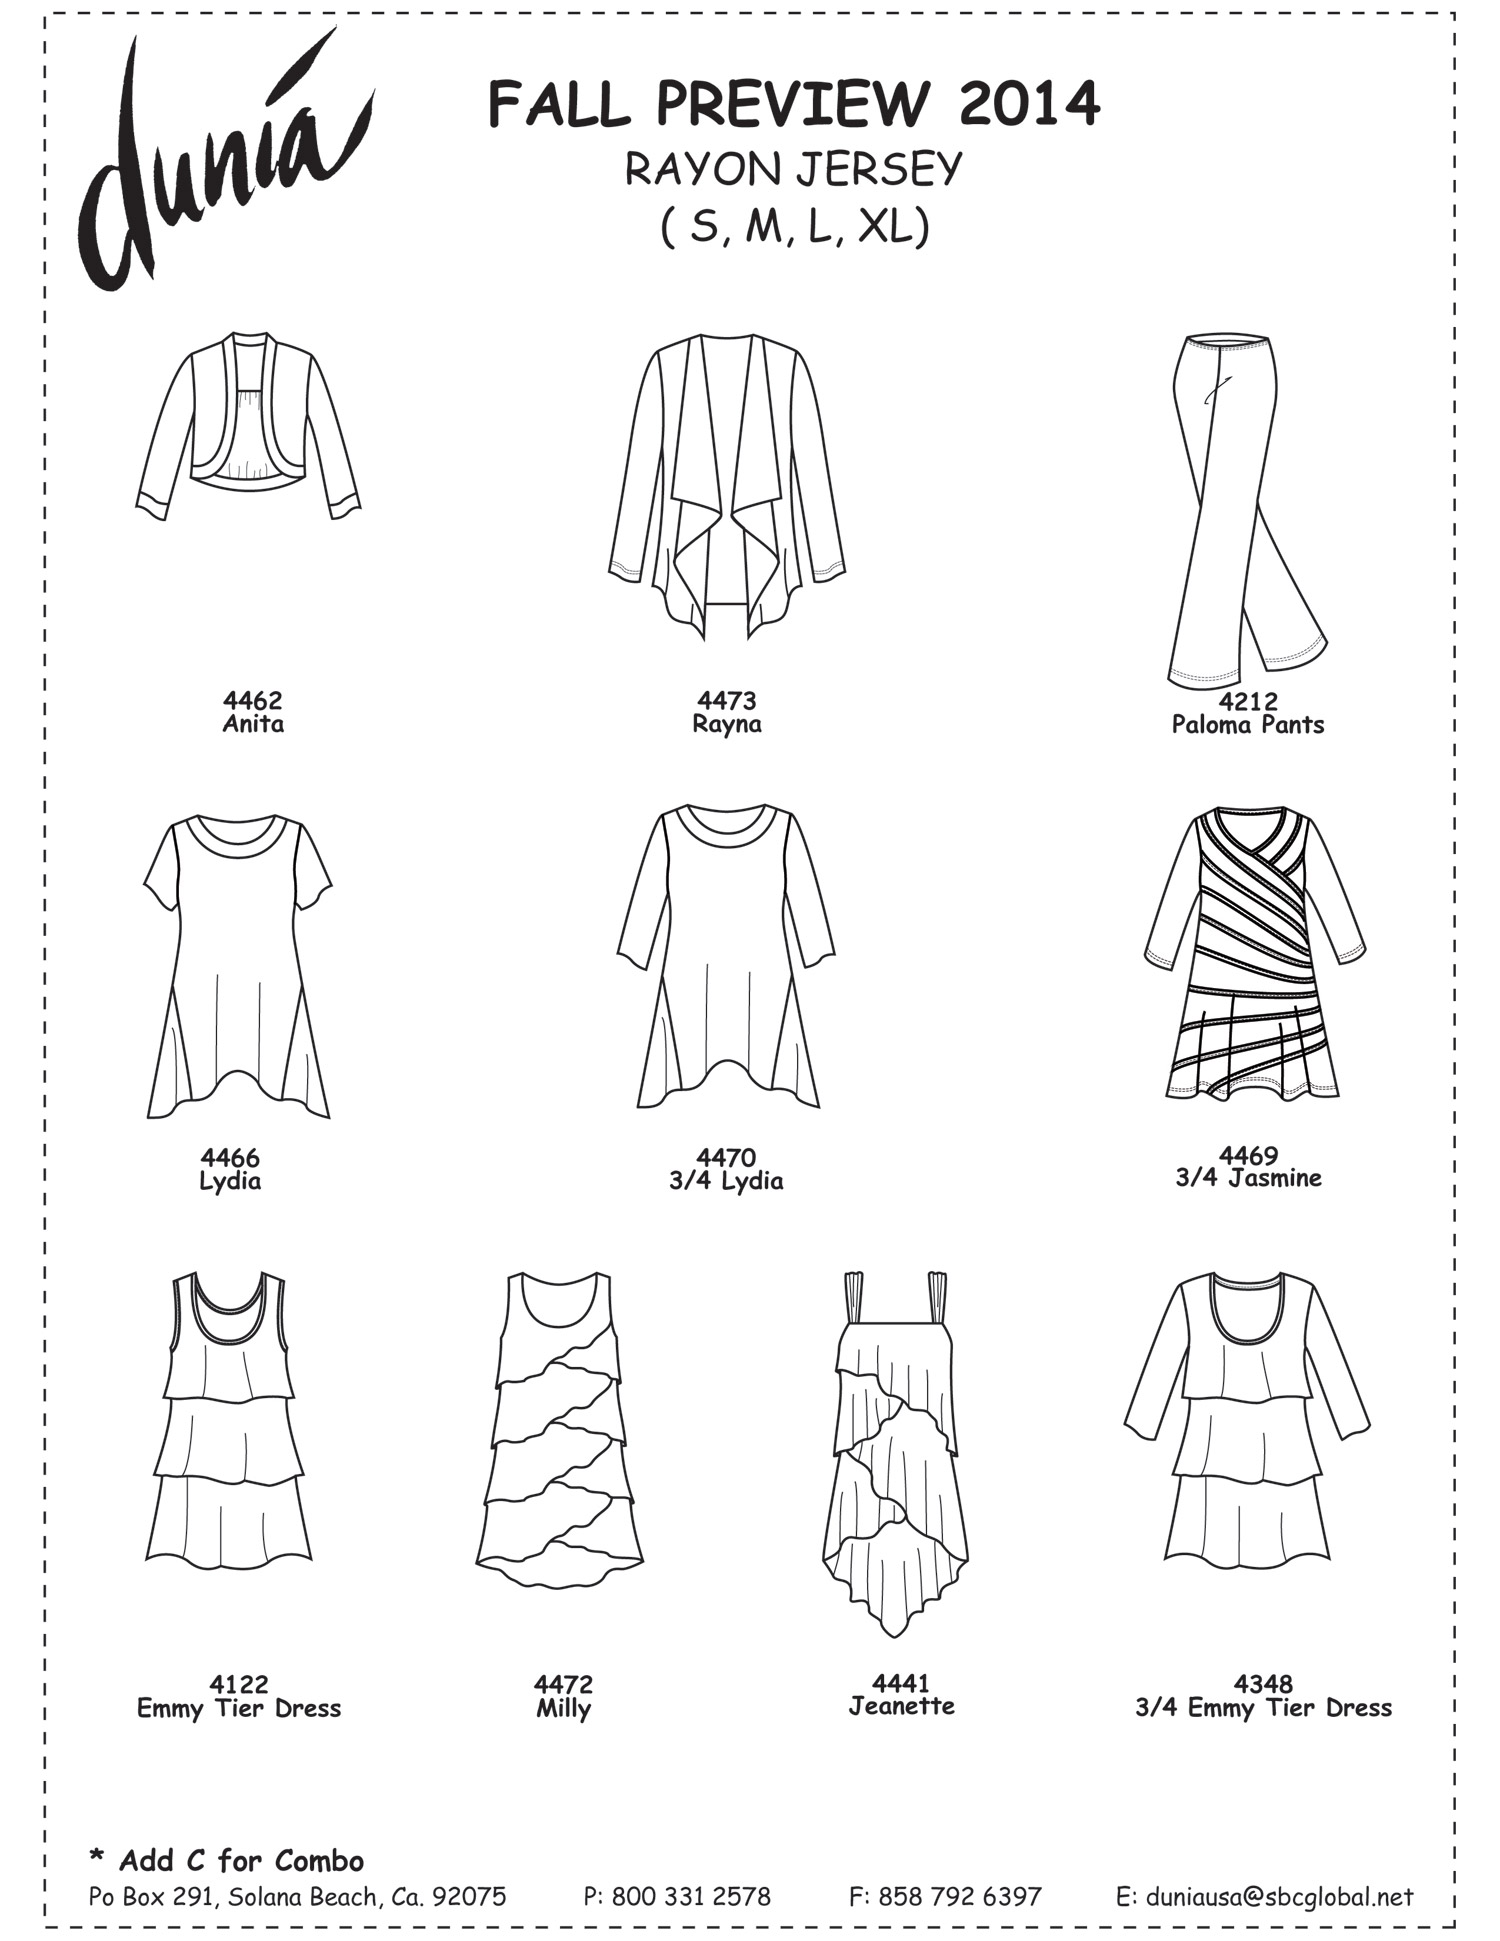 duniá
FALL PREVIEW 2014
RAYON JERSEY
( S, M, L, XL)
4462
Anita
4473
Rayna
4212
Paloma Pants
4466
Lydia
4470
3/4 Lydia
4469
3/4 Jasmine
4122
Emmy Tier Dress
4472
Milly
4441
Jeanette
4348
3/4 Emmy Tier Dress
* Add C for Combo
Po Box 291, Solana Beach, Ca. 92075 P: 800 331 2578 F: 858 792 6397 E: duniausa@sbcglobal.net